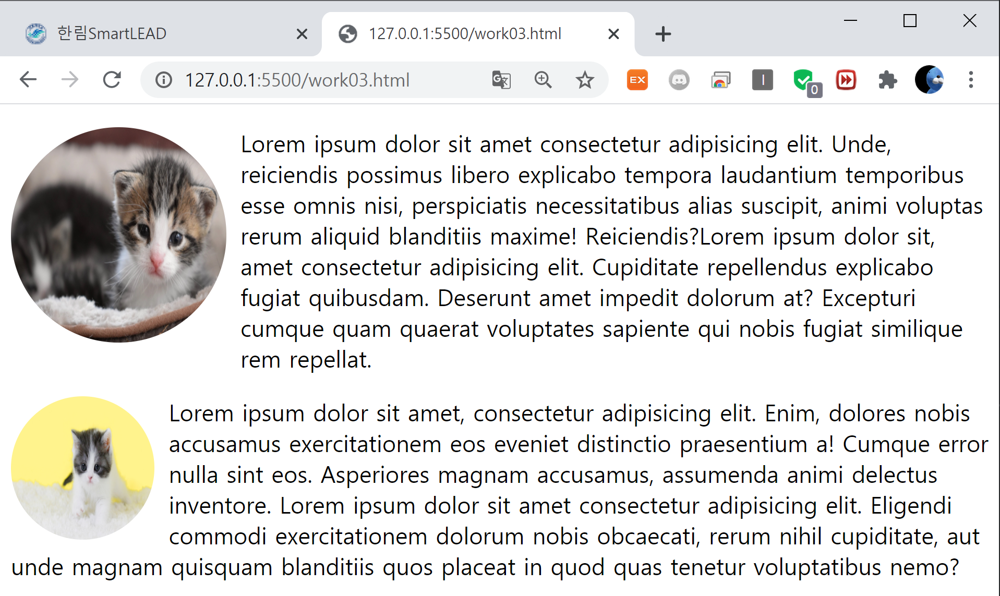 한림SmartLEAD
127.0.0.1:5500/work03.html
127.0.0.1:5500/work03.html
EX
0
Lorem ipsum dolor sit amet consectetur adipisicing elit. Unde,
reiciendis possimus libero explicabo tempora laudantium temporibus
esse omnis nisi, perspiciatis necessitatibus alias suscipit, animi voluptas
rerum aliquid blanditiis maxime! Reiciendis?Lorem ipsum dolor sit,
amet consectetur adipisicing elit. Cupiditate repellendus explicabo
fugiat quibusdam. Deserunt amet impedit dolorum at? Excepturi
cumque quam quaerat voluptates sapiente qui nobis fugiat similique
rem repellat.
Lorem ipsum dolor sit amet, consectetur adipisicing elit. Enim, dolores nobis
accusamus exercitationem eos eveniet distinctio praesentium a! Cumque error
nulla sint eos. Asperiores magnam accusamus, assumenda animi delectus
inventore. Lorem ipsum dolor sit amet consectetur adipisicing elit. Eligendi
commodi exercitationem dolorum nobis obcaecati, rerum nihil cupiditate, aut
unde magnam quisquam blanditiis quos placeat in quod quas tenetur voluptatibus nemo?